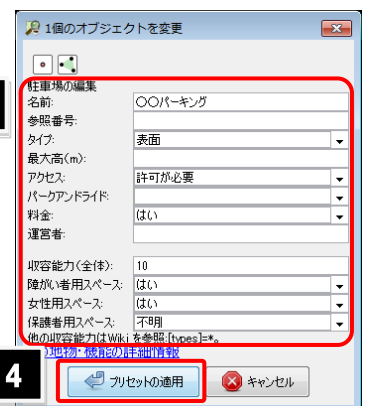 1個のオブジェクトを変更
駐車場の編集
名前: 〇〇パーキング
参照番号:
タイプ: 表面
最大高(m):
アクセス: 許可が必要
パークアンドライド:
料金: はい
運営者:
収容能力(全体): 10
障がい者用スペース: はい
女性用スペース: はい
保護者用スペース: 不明
他の収容能力はWikiを参照:[types]=*。
の地物・機能の詳細情報
4 プリセットの適用 キャンセル